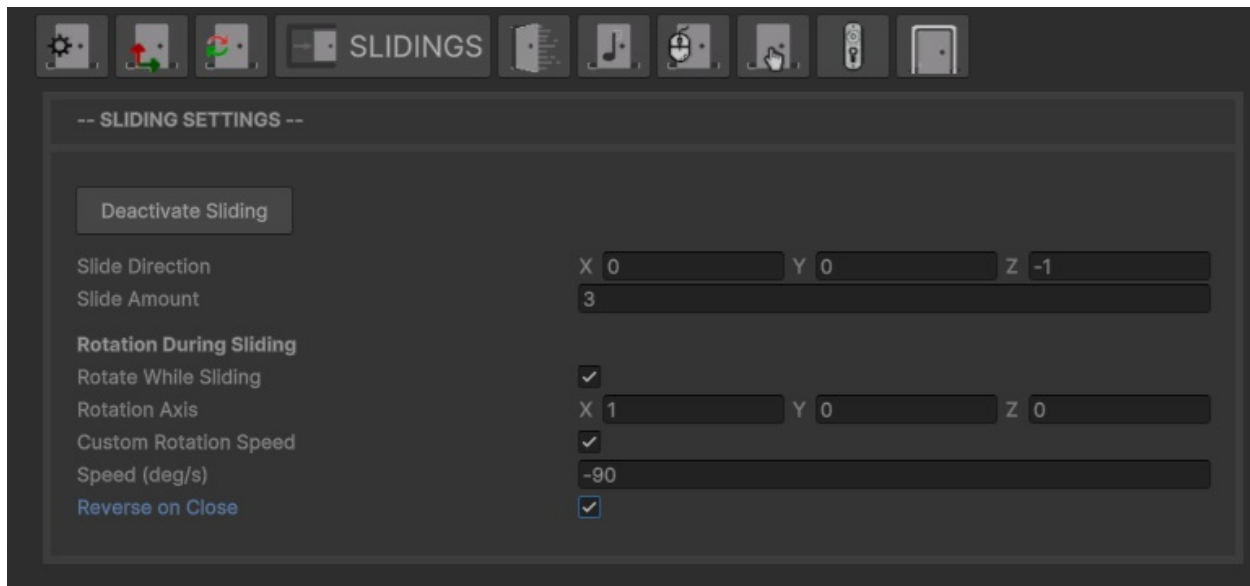 SLIDINGS
-- SLIDING SETTINGS --
Deactivate Sliding
Slide Direction X 0 Y 0 Z -1
Slide Amount 3
Rotation During Sliding
Rotate While Sliding
Rotation Axis X 1 Y 0 Z 0
Custom Rotation Speed
Speed (deg/s) -90
Reverse on Close